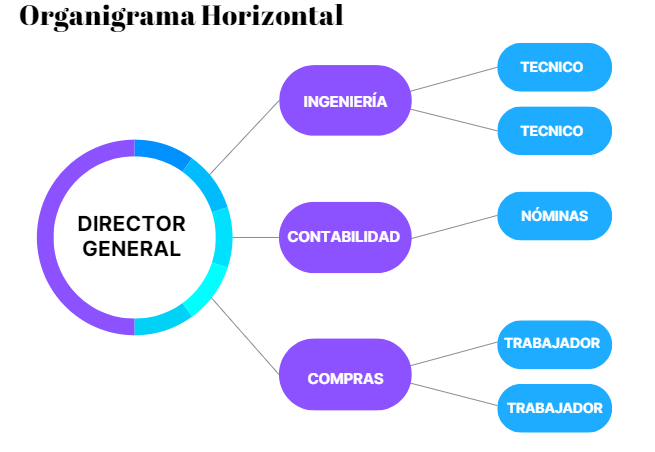 Organigrama Horizontal
DIRECTOR
GENERAL
INGENIERÍA
TECNICO
TECNICO
CONTABILIDAD
NÓMINAS
COMPRAS
TRABAJADOR
TRABAJADOR